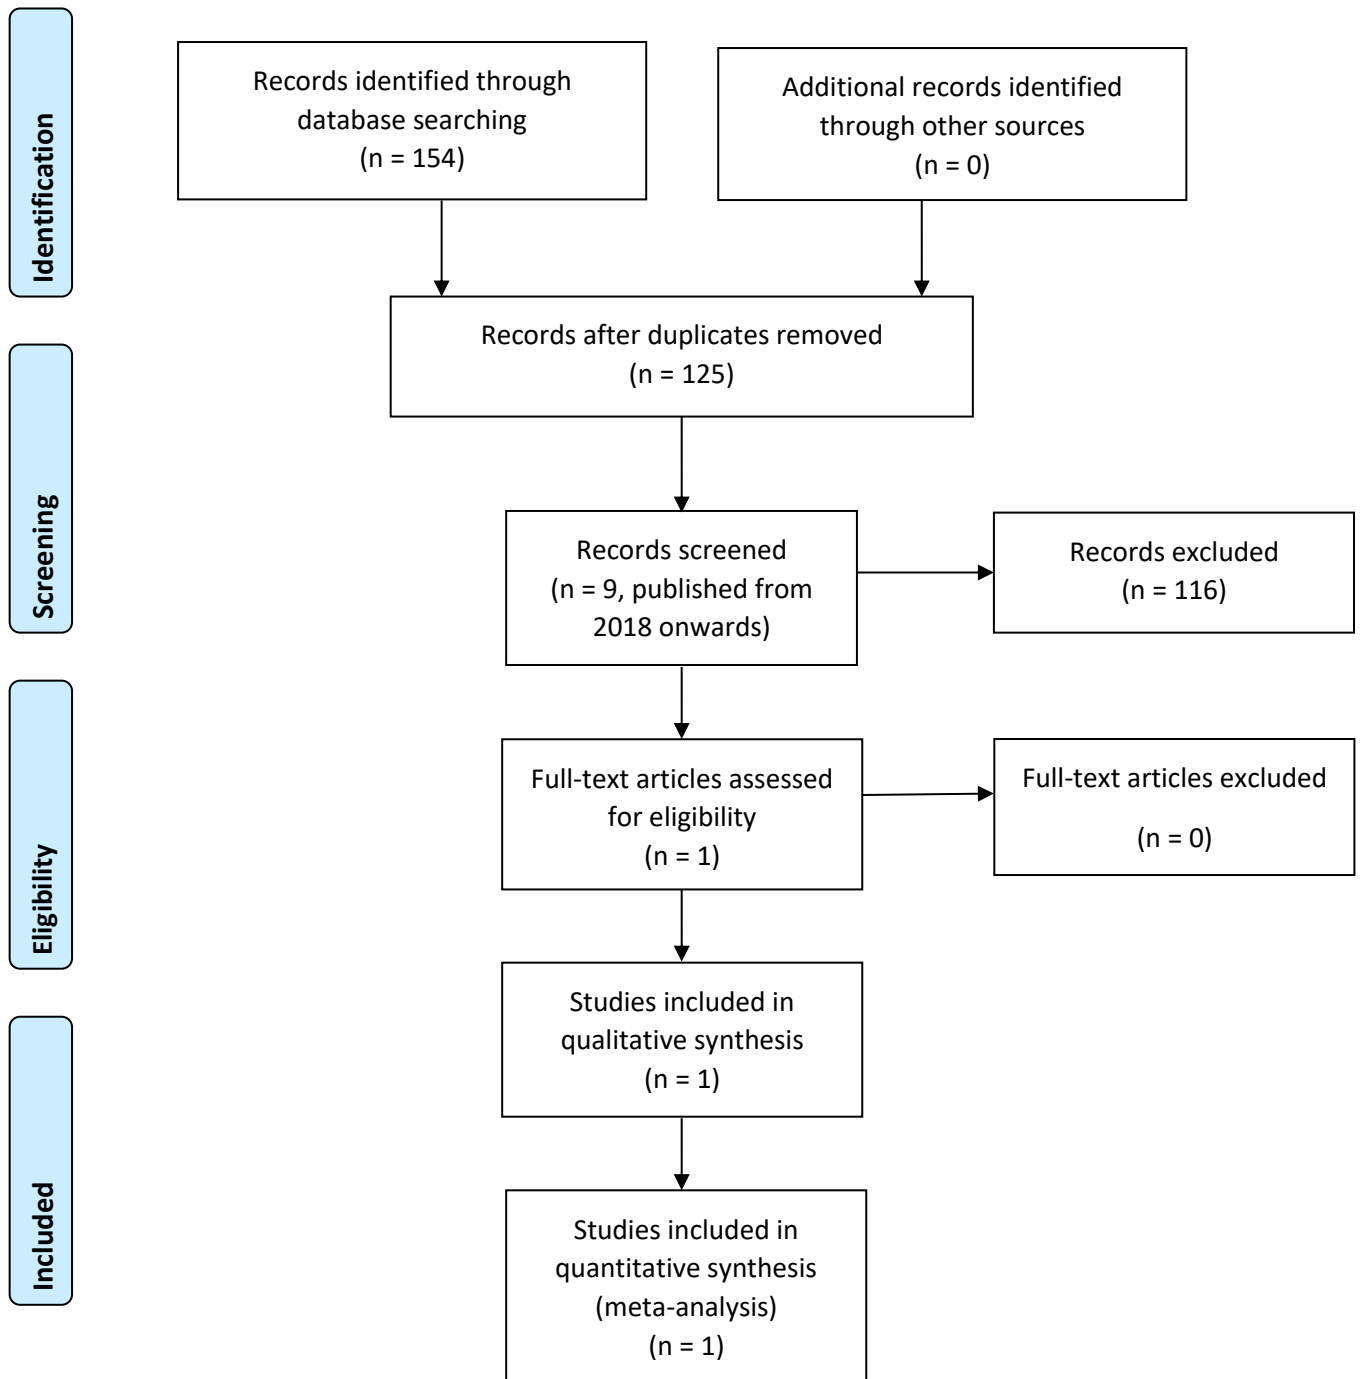 Identification
Records identified through
database searching
(n = 154)
Additional records identified
through other sources
(n = 0)
Records after duplicates removed
(n = 125)
Screening
Records screened
(n = 9, published from
2018 onwards)
Records excluded
(n = 116)
Eligibility
Full-text articles assessed
for eligibility
(n = 1)
Full-text articles excluded
(n = 0)
Studies included in
qualitative synthesis
(n = 1)
Included
Studies included in
quantitative synthesis
(meta-analysis)
(n = 1)